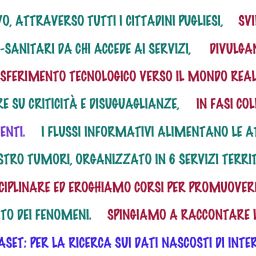 VO, ATTRAVERSO TUTTI I CITTADINI PUGLIESI, SVI
-SANITARI DA CHI ACCEDE AI SERVIZI, DIVULGAN
SFERIMENTO TECNOLOGICO VERSO IL MONDO REAL
RE SU CRITICITÀ E DISUGUAGLIANZE, IN FASI COL
ENTI. I FLUSSI INFORMATIVI ALIMENTANO LE AT
STRO TUMORI, ORGANIZZATO IN 6 SERVIZI TERRIT
CIPLINARE ED EROGHIAMO CORSI PER PROMUOVERE
TO DEI FENOMENI. SPINGIAMO A RACCONTARE L
ASET: PER LA RICERCA SUI DATI NASCOSTI DI INTER